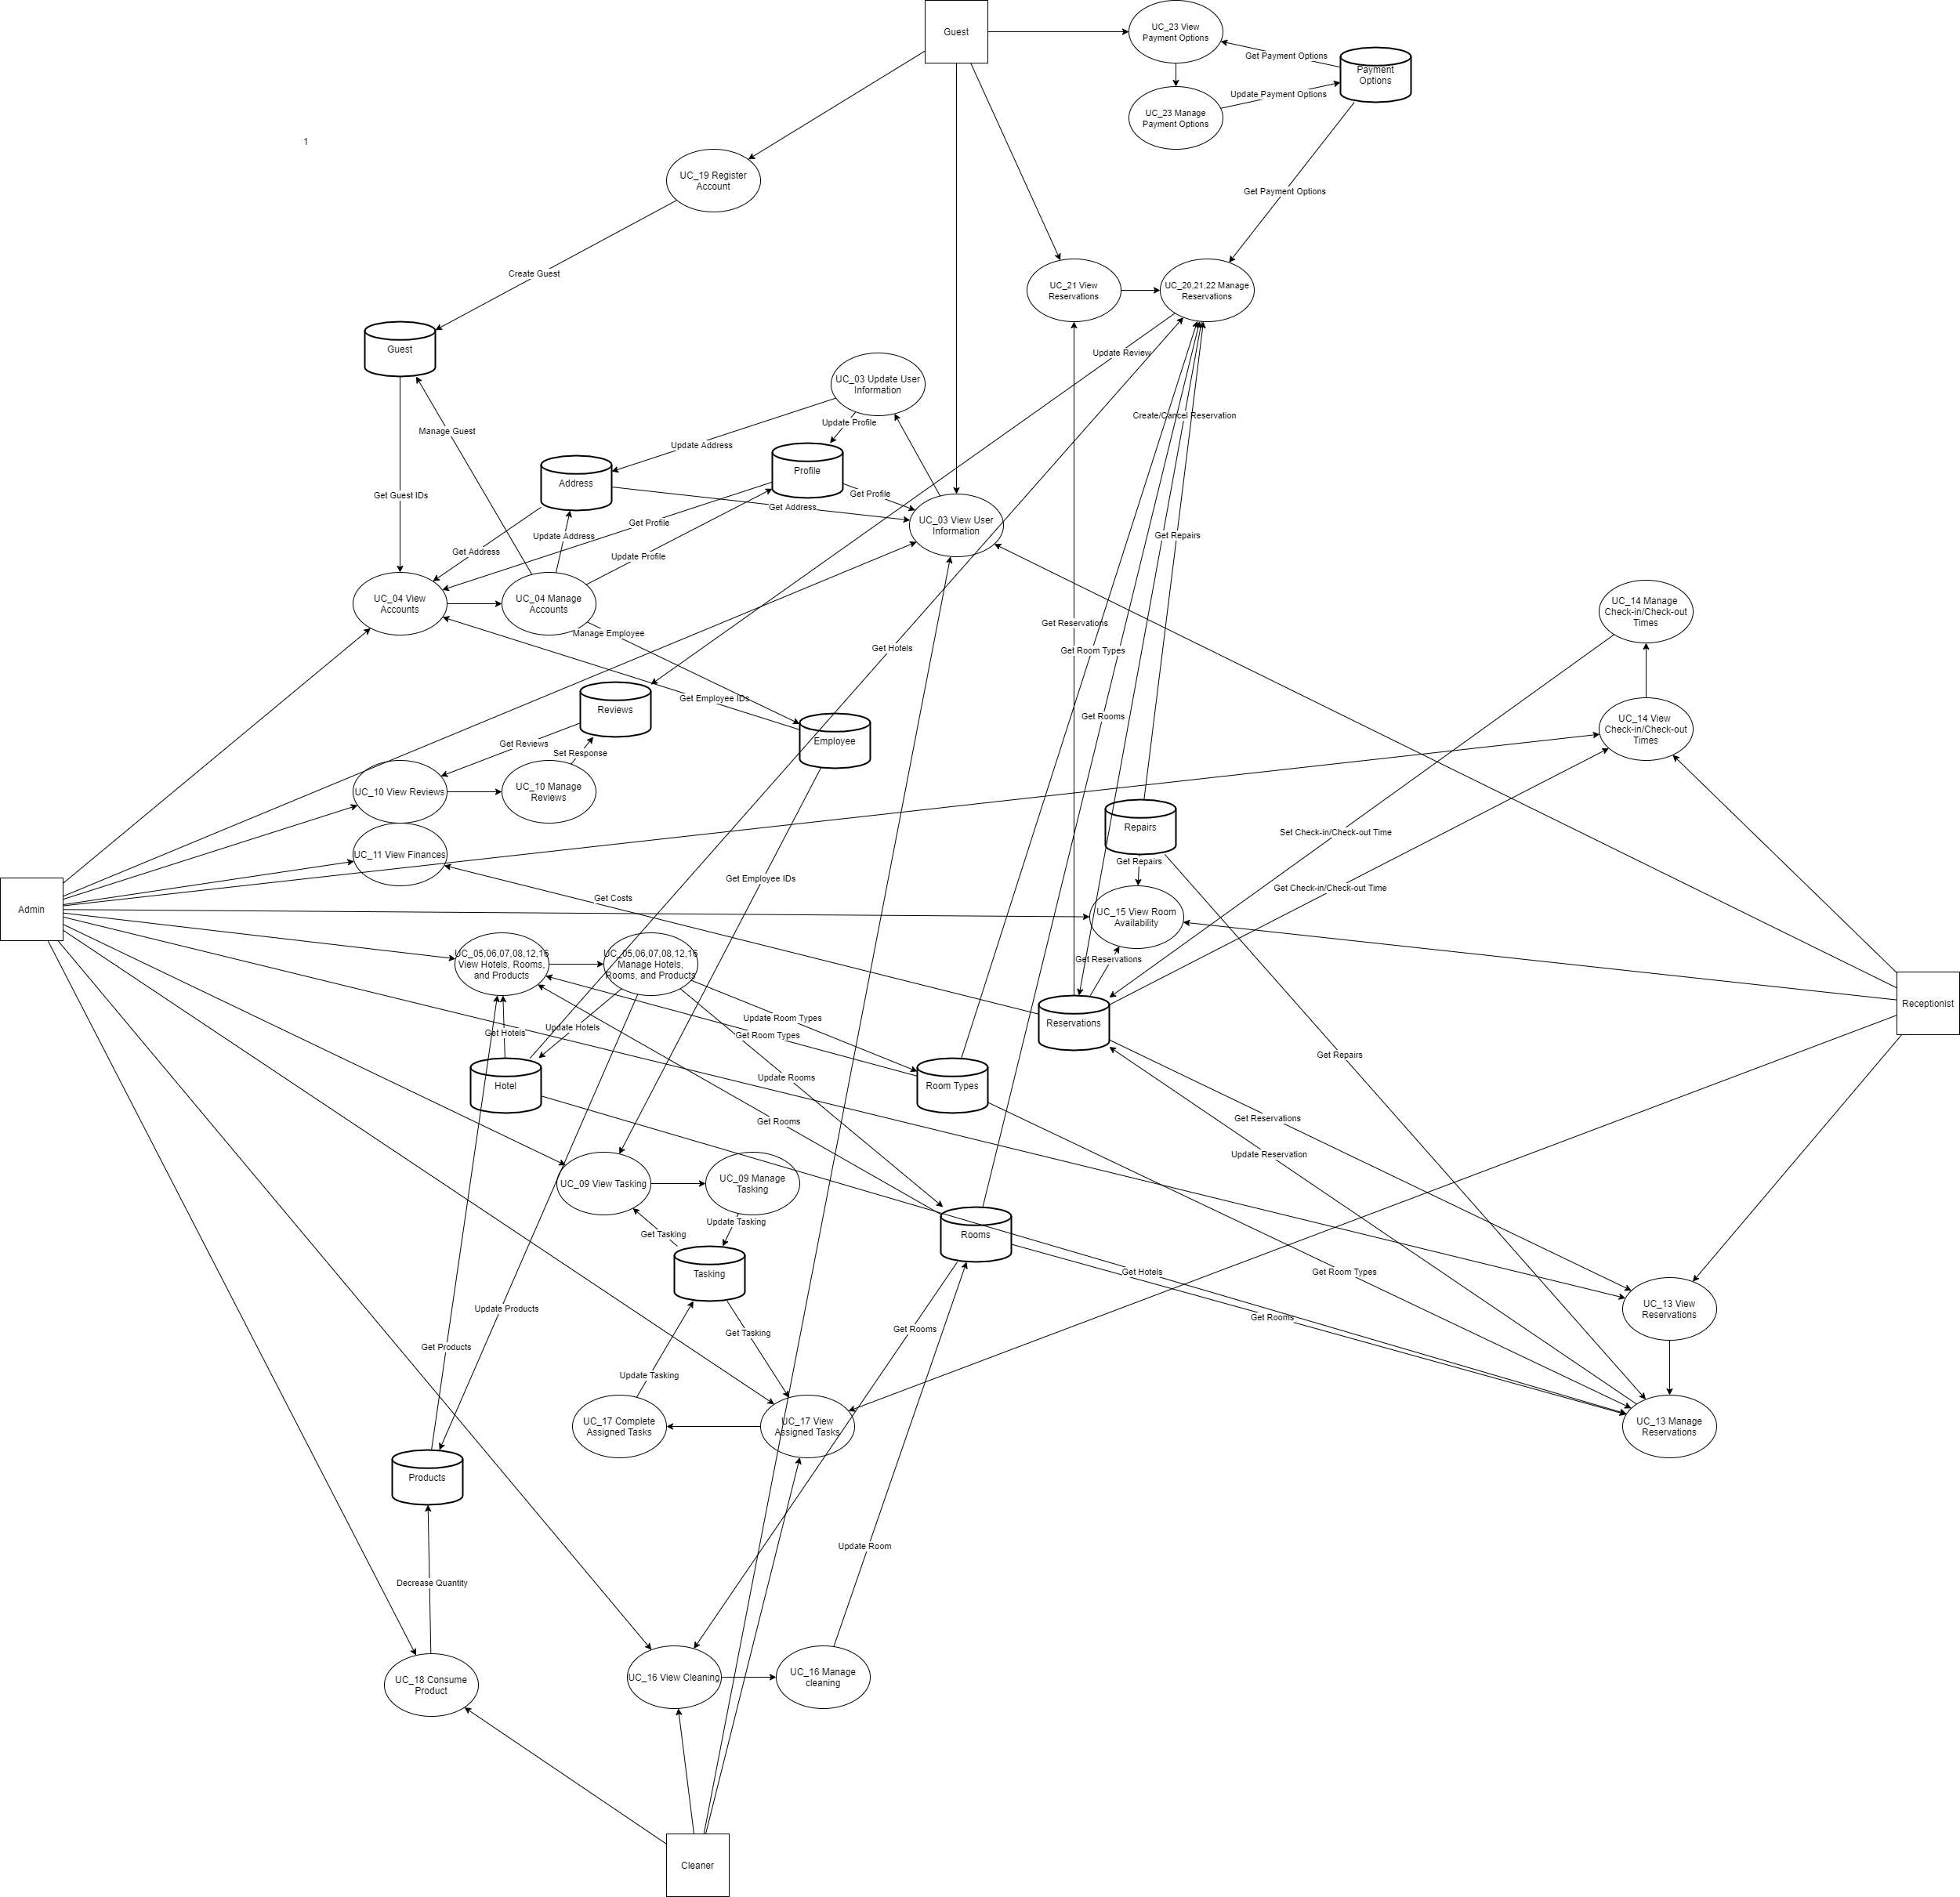 Guest
UC_23 View
Payment Options
Get Payment Options
Payment
Options
Update Payment Options
UC_23 Manage
Payment Options
1
UC_19 Register
Account
Get Payment Options
Create Guest
UC_21 View
Reservations
UC_20,21,22 Manage
Reservations
Guest
Update Review
UC_03 Update User
Information
Create/Cancel Reservation
Update Profile
Manage Guest
Update Address
Profile
Address
Get Guest IDs
Get Profile
Get Address
Get Profile
UC_03 View User
Information
Update Address
Get Repairs
Get Address
Update Profile
UC_04 View
Accounts
UC_04 Manage
Accounts
UC_14 Manage
Check-in/Check-out
Times
Get Reservations
Manage Employee
Get Hotels
Get Room Types
Get Employee IDs
Reviews
Get Rooms
UC_14 View
Check-in/Check-out
Times
Employee
Get Reviews
Set Response
UC_10 View Reviews
UC_10 Manage
Reviews
Repairs
Set Check-in/Check-out Time
UC_11 View Finances
Get Repairs
Get Employee IDs
Get Check-in/Check-out Time
Get Costs
Admin
UC_15 View Room
Availability
UC_05,06,07,08,12,16
View Hotels, Rooms,
and Products
UC_05,06,07,08,12,16
Manage Hotels,
Rooms, and Products
Get Reservations
Receptionist
Update Room Types
Reservations
Get Hotels
Update Hotels
Get Room Types
Get Repairs
Update Rooms
Hotel
Room Types
Get Rooms
Get Reservations
Update Reservation
UC_09 View Tasking
UC_09 Manage
Tasking
Update Tasking
Get Tasking
Rooms
Tasking
Get Hotels
Get Room Types
Update Products
UC_13 View
Reservations
Get Rooms
Get Tasking
Get Rooms
Get Products
Update Tasking
UC_17 Complete
Assigned Tasks
UC_17 View
Assigned Tasks
UC_13 Manage
Reservations
Products
Update Room
Decrease Quantity
UC_18 Consume
Product
UC_16 View Cleaning
UC_16 Manage
cleaning
Cleaner